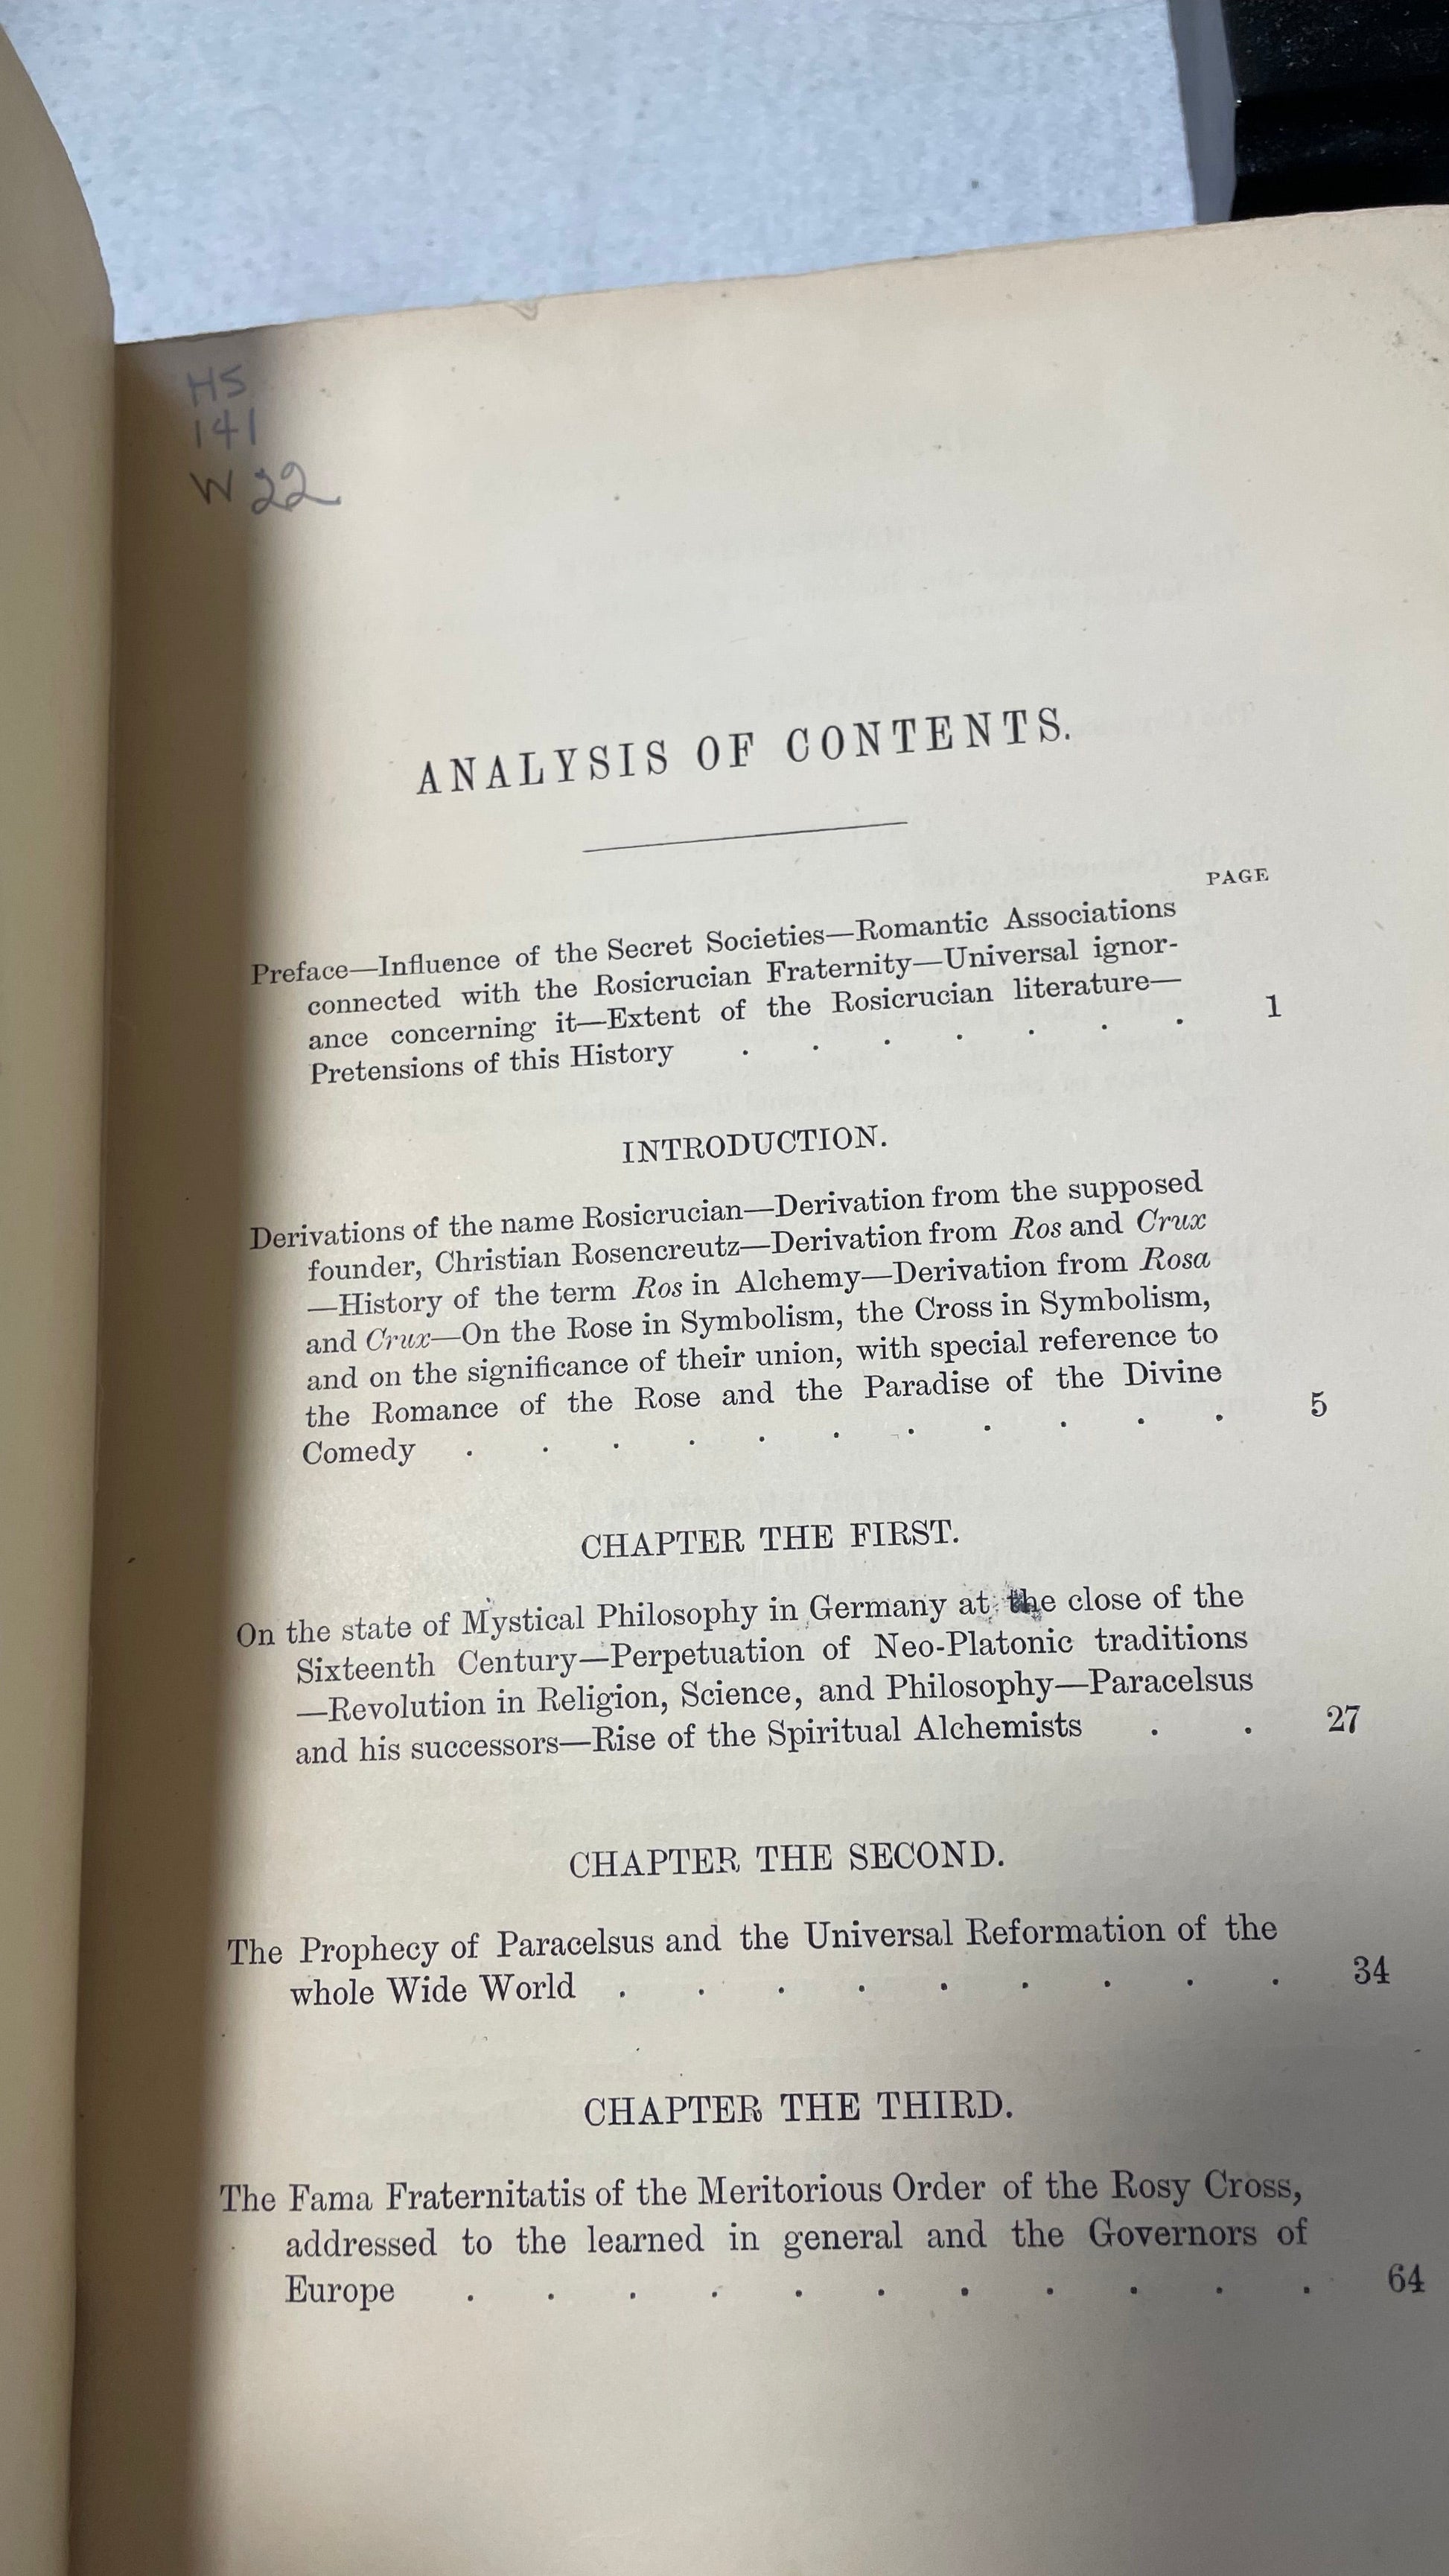 HS
141
W22
ANALYSIS OF CONTENTS.
PAGE
Preface—Influence of the Secret Societies—Romantic Associations
connected with the Rosicrucian Fraternity—Universal ignor-
ance concerning it—Extent of the Rosicrucian literature—
Pretensions of this History . . . . . . . 1
INTRODUCTION.
Derivations of the name Rosicrucian—Derivation from the supposed
founder, Christian Rosencreutz—Derivation from Ros and Crux
—History of the term Ros in Alchemy—Derivation from Rosa
and Crux—On the Rose in Symbolism, the Cross in Symbolism,
and on the significance of their union, with special reference to
the Romance of the Rose and the Paradise of the Divine
Comedy . . . . . . . . . . . 5
CHAPTER THE FIRST.
On the state of Mystical Philosophy in Germany at the close of the
Sixteenth Century—Perpetuation of Neo-Platonic traditions
—Revolution in Religion, Science, and Philosophy—Paracelsus
and his successors—Rise of the Spiritual Alchemists . . 27
CHAPTER THE SECOND.
The Prophecy of Paracelsus and the Universal Reformation of the
whole Wide World . . . . . . . . . 34
CHAPTER THE THIRD.
The Fama Fraternitatis of the Meritorious Order of the Rosy Cross,
addressed to the learned in general and the Governors of
Europe . . . . . . . . . . . 64